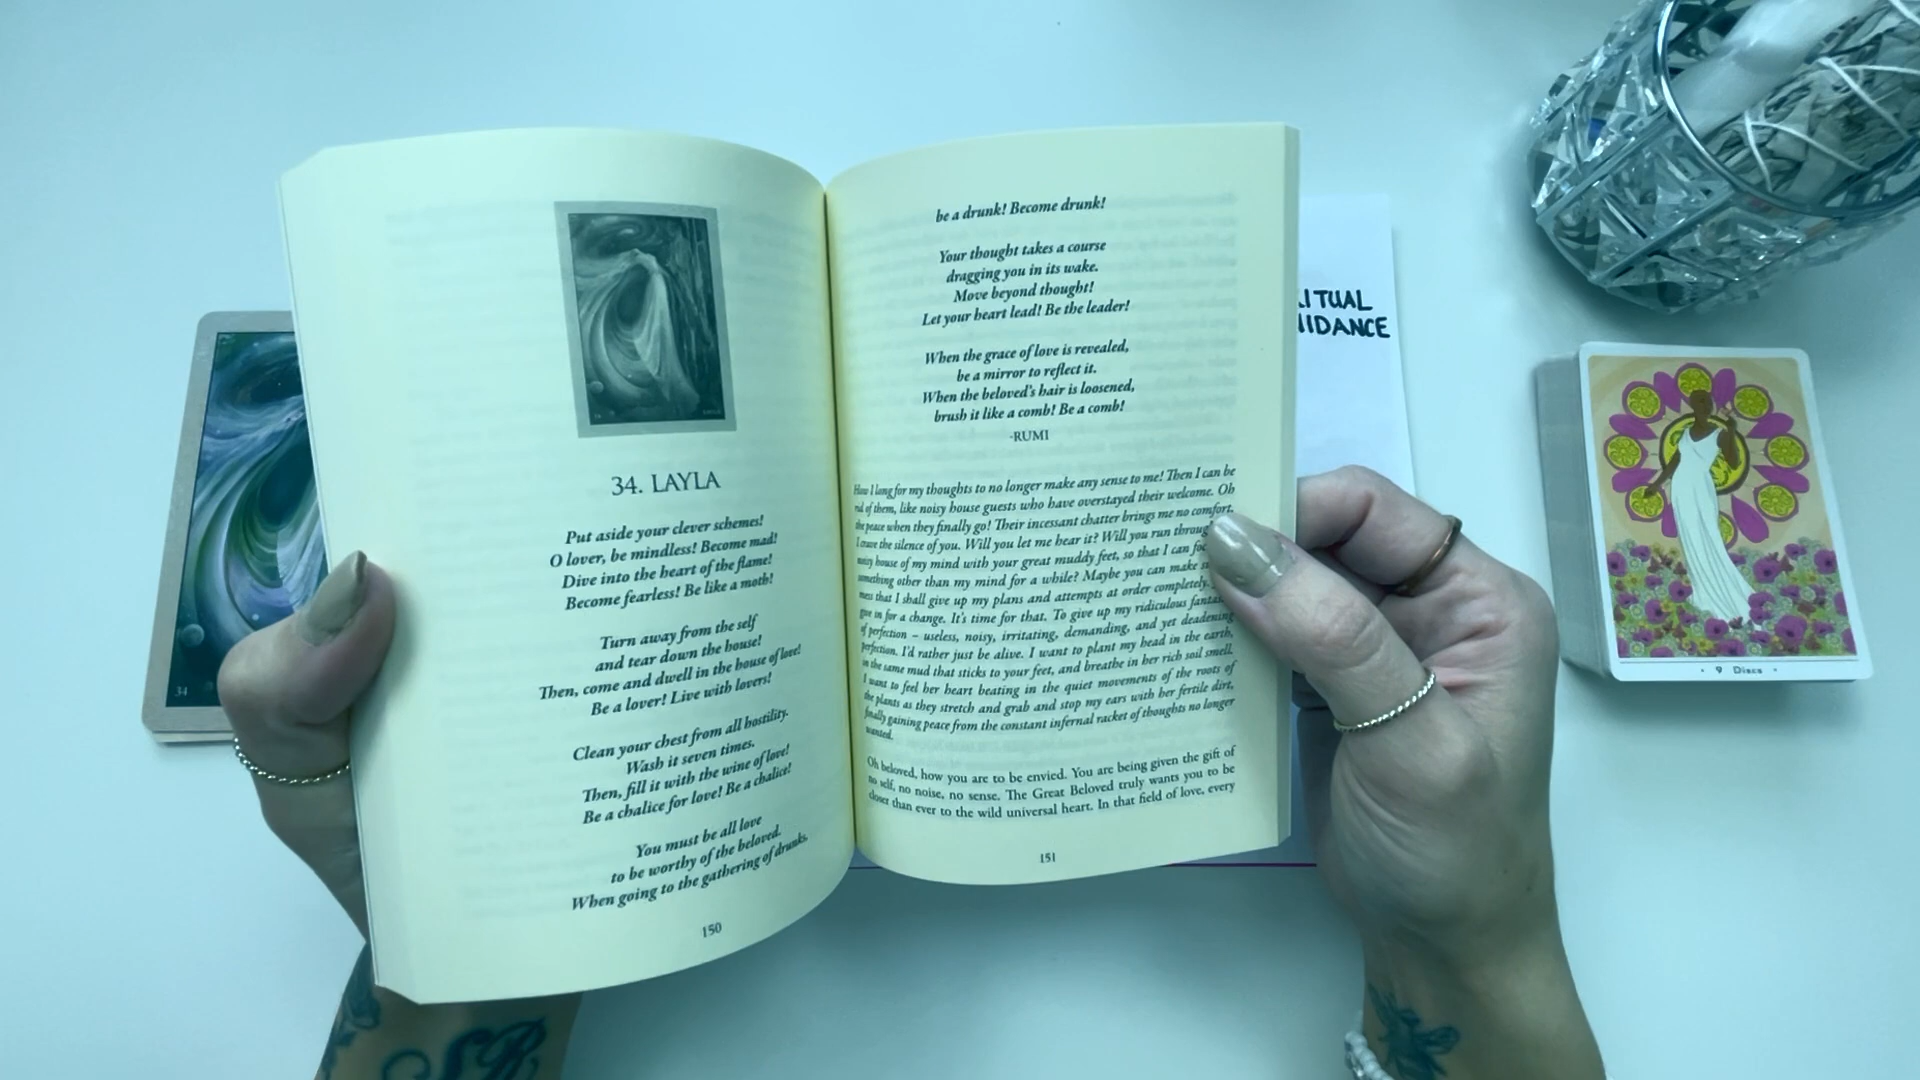 34. LAYLA
Put aside your clever schemes!
O lover, be mindless! Become mad!
Dive into the heart of the flame!
Become fearless! Be like a moth!
Turn away from the self
and tear down the house!
Then, come and dwell in the house of love!
Be a lover! Live with lovers!
Clean your chest from all hostility.
Wash it seven times.
Then, fill it with the wine of love!
Be a chalice for love! Be a chalice!
You must be all love
to be worthy of the beloved.
When going to the gathering of drunks,
150
be a drunk! Become drunk!
Your thought takes a course
dragging you in its wake.
Move beyond thought!
Let your heart lead! Be the leader!
When the grace of love is revealed,
be a mirror to reflect it.
When the beloved's hair is loosened,
brush it like a comb! Be a comb!
-RUMI
How I long for my thoughts to no longer make any sense to me! Then I can be
rid of them, like noisy house guests who have overstayed their welcome. Oh
the peace when they finally go! Their incessant chatter brings me no comfort.
I crave the silence of you. Will you let me hear it? Will you run through
noisy house of my mind with your great muddy feet, so that I can
something other than my mind for a while? Maybe you can make
mess that I shall give up my plans and attempts at order completely.
give in for a change. It's time for that. To give up my ridiculous
of perfection – useless, noisy, irritating, demanding, and yet deadening
perfection. I'd rather just be alive. I want to plant my head in the earth,
in the same mud that sticks to your feet, and breathe in her rich soil smell.
I want to feel her heart beating in the quiet movements of the roots of
the plants as they stretch and grab and stop my ears with her fertile dirt,
finally gaining peace from the constant infernal racket of thoughts no longer
wanted.
Oh beloved, how you are to be envied. You are being given the gift of
no self, no noise, no sense. The Great Beloved truly wants you to be
closer than ever to the wild universal heart. In that field of love, every
151
RITUAL
UIDANCE
34
9 Discs